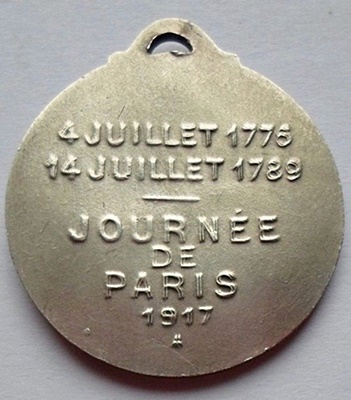 4 JUILLET 1776
14 JUILLET 1789
JOURNÉE
DE
PARIS
1917
A